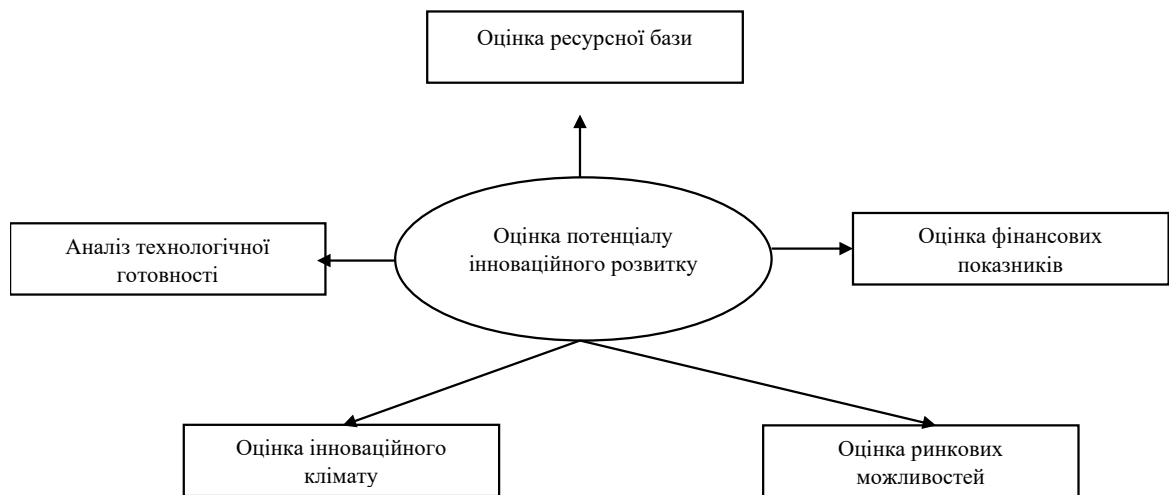 Оцінка ресурсної бази
Аналіз технологічної
готовності
Оцінка потенціалу
інноваційного розвитку
Оцінка фінансових
показників
Оцінка інноваційного
клімату
Оцінка ринкових
можливостей